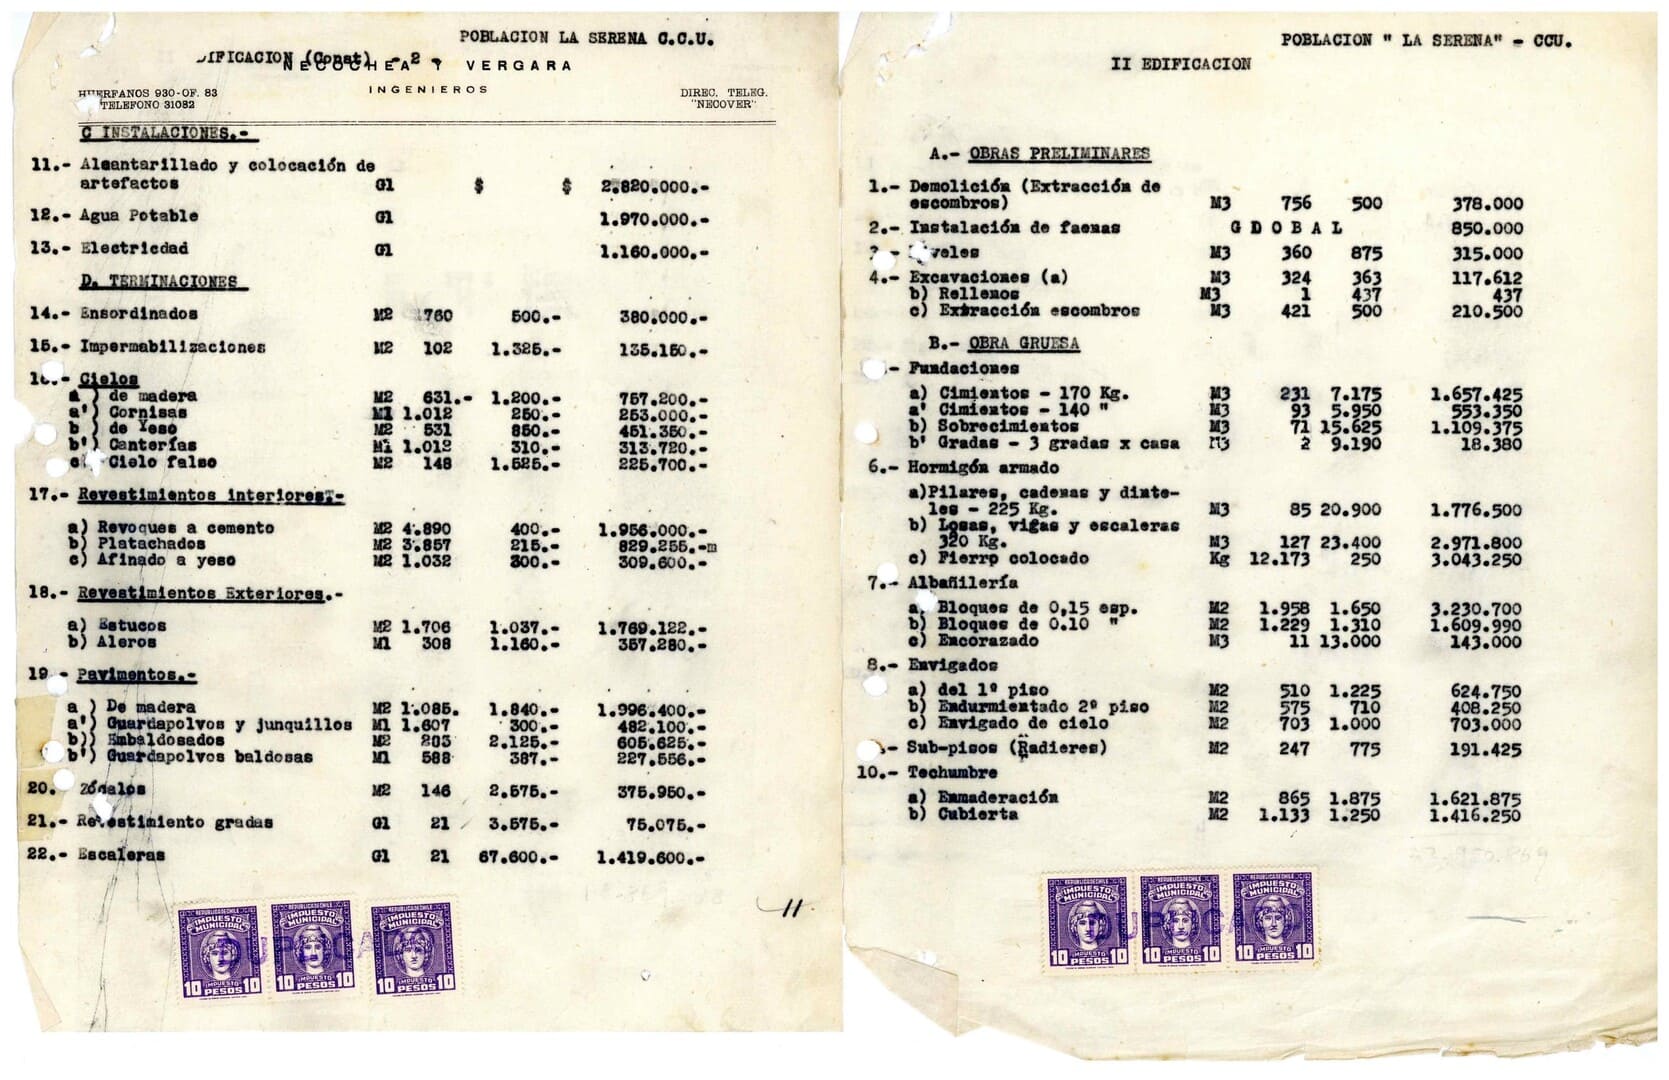 POBLACION LA SERENA C.C.U.
DIFICACION (Const) - 2 -
NECOCHEA Y VERGARA
INGENIEROS
HUERFANOS 930-OF. 83
TELEFONO 31082
DIREC. TELEG.
"NECOVER"
C INSTALACIONES.-
11.- Alcantarillado y colocación de
artefactos G1 $ $ 2.820.000.-
12.- Agua Potable G1 1.970.000.-
13.- Electricdad G1 1.160.000.-
D. TERMINACIONES
14.- Ensordinados M2 760 500.- 380.000.-
15.- Impermabilizaciones M2 102 1.325.- 135.150.-
16.- Cielos
a ) de madera M2 631.- 1.200.- 757.200.-
a') Cornisas Ml 1.012 250.- 253.000.-
b ) de Yeso M2 531 850.- 451.350.-
b') Canterías Ml 1.012 310.- 313.720.-
c Cielo falso M2 148 1.525.- 225.700.-
17.- Revestimientos interiores.-
a) Revoques a cemento M2 4.890 400.- 1.956.000.-
b) Platachados M2 3.857 215.- 829.255.-m
c) Afinado a yeso M2 1.032 300.- 309.600.-
18.- Revestimientos Exteriores.-
a) Estucos M2 1.706 1.037.- 1.769.122.-
b) Aleros Ml 308 1.160.- 357.280.-
19.- Pavimentos.-
a ) De madera M2 1.085. 1.840.- 1.996.400.-
a') Guardapolvos y junquillos Ml 1.607 300.- 482.100.-
b)) Embaldosados M2 285 2.125.- 605.625.-
b') Guardapolvos baldosas Ml 588 387.- 227.556.-
20. Zócalos M2 146 2.575.- 375.950.-
21.- Revestimiento gradas G1 21 3.575.- 75.075.-
22.- Escaleras G1 21 67.600.- 1.419.600.-
11.
REPUBLICA DE CHILE REPUBLICA DE CHILE REPUBLICA DE CHILE
IMPUESTO MUNICIPAL IMPUESTO MUNICIPAL IMPUESTO MUNICIPAL
10 IMPUESTO PESOS 10 10 IMPUESTO PESOS 10 10 IMPUESTO PESOS 10
POBLACION " LA SERENA" - CCU.
II EDIFICACION
A.- OBRAS PRELIMINARES
1.- Demolición (Extracción de
escombros) M3 756 500 378.000
2.- Instalación de faenas G D O B A L 850.000
3.- Niveles M3 360 875 315.000
4.- Excavaciones (a) M3 324 363 117.612
b) Rellenos M3 1 437 437
c) Extracción escombros M3 421 500 210.500
B.- OBRA GRUESA
- Fundaciones
a) Cimientos - 170 Kg. M3 231 7.175 1.657.425
a' Cimientos - 140 " M3 93 5.950 553.350
b) Sobrecimientos M3 71 15.625 1.109.375
b' Gradas - 3 gradas x casa M3 2 9.190 18.380
6.- Hormigón armado
a)Pilares, cadenas y dinte-
les - 225 Kg. M3 85 20.900 1.776.500
b) Losas, vigas y escaleras
320 Kg. M3 127 23.400 2.971.800
c) Fierro colocado Kg 12.173 250 3.043.250
7.- Albañilería
a) Bloques de 0,15 esp. M2 1.958 1.650 3.230.700
b) Bloques de 0.10 " M2 1.229 1.310 1.609.990
c) Encorazado M3 11 13.000 143.000
8.- Envigados
a) del 1º piso M2 510 1.225 624.750
b) Endurmientado 2º piso M2 575 710 408.250
c) Envigado de cielo M2 703 1.000 703.000
- Sub-pisos (Radieres) M2 247 775 191.425
10.- Techumbre
a) Enmaderación M2 865 1.875 1.621.875
b) Cubierta M2 1.133 1.250 1.416.250
REPUBLICA DE CHILE REPUBLICA DE CHILE REPUBLICA DE CHILE
IMPUESTO MUNICIPAL IMPUESTO MUNICIPAL IMPUESTO MUNICIPAL
10 IMPUESTO PESOS 10 10 IMPUESTO PESOS 10 10 IMPUESTO PESOS 10